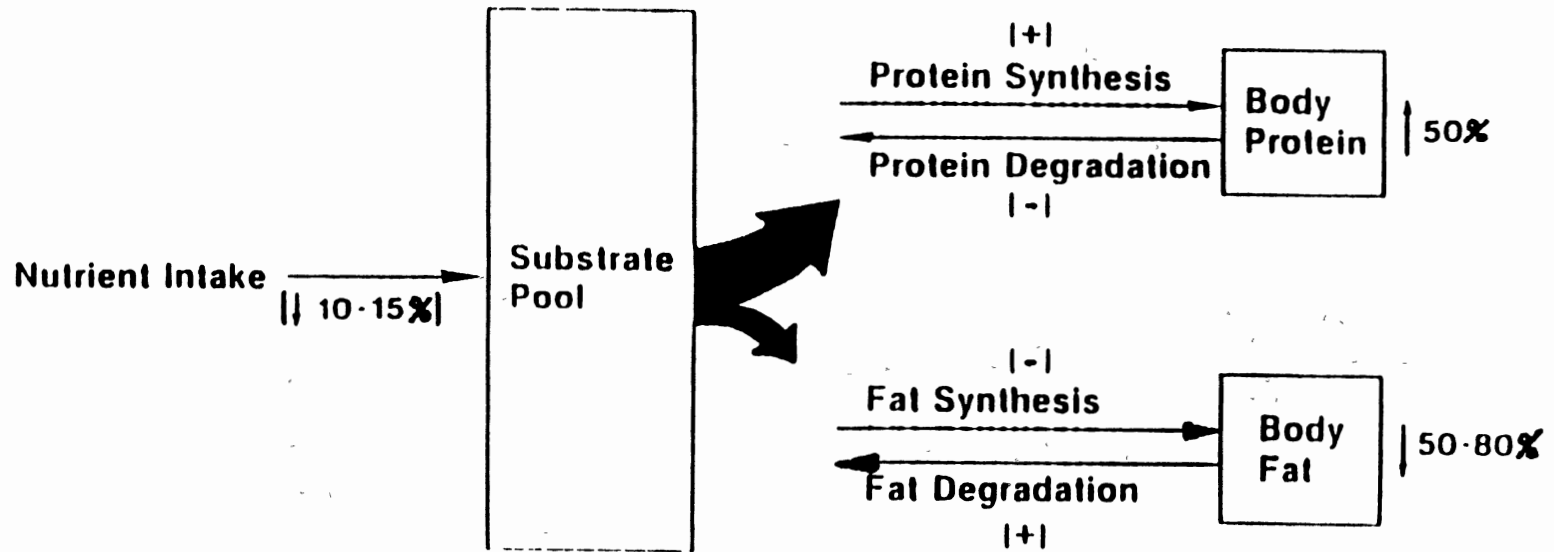 |+|
Protein Synthesis
Body
Protein
↑ 50%
Protein Degradation
|-|
Nutrient Intake
|↓ 10·15%|
Substrate
Pool
|-|
Fat Synthesis
Body
Fat
↓ 50·80%
Fat Degradation
|+|